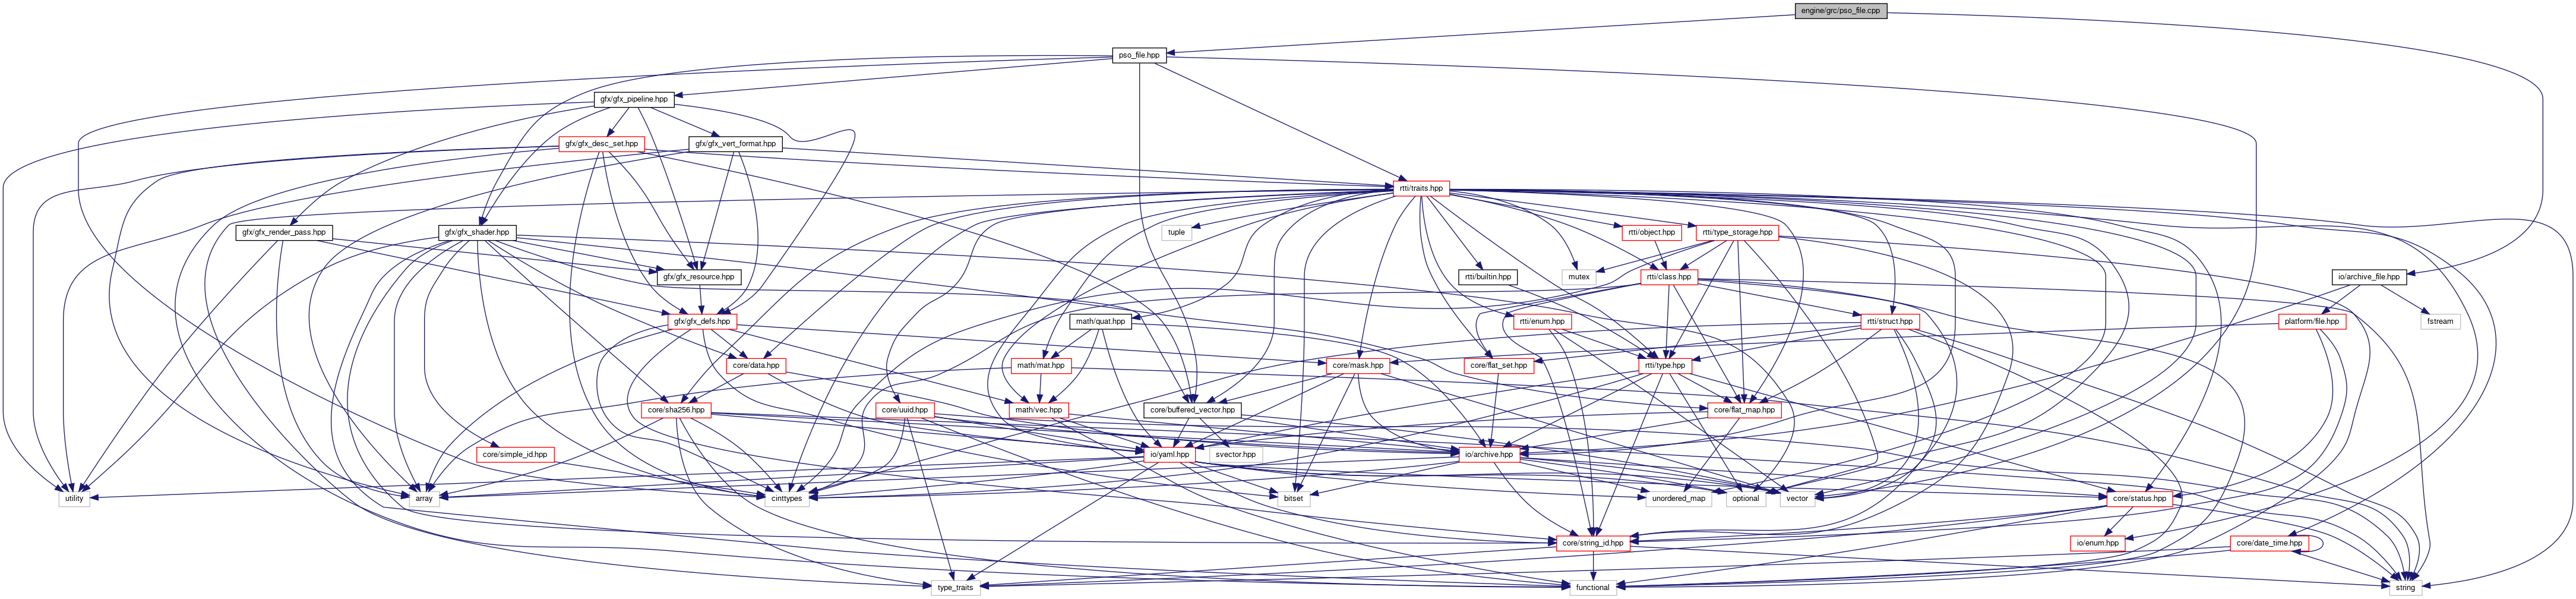 engine/grc/pso_file.cpp
pso_file.hpp
gfx/gfx_pipeline.hpp
gfx/gfx_desc_set.hpp
gfx/gfx_vert_format.hpp
rtti/traits.hpp
gfx/gfx_render_pass.hpp
gfx/gfx_shader.hpp
tuple
rtti/object.hpp
rtti/type_storage.hpp
gfx/gfx_resource.hpp
mutex
rtti/builtin.hpp
rtti/class.hpp
io/archive_file.hpp
gfx/gfx_defs.hpp
math/quat.hpp
rtti/enum.hpp
rtti/struct.hpp
platform/file.hpp
fstream
core/data.hpp
math/mat.hpp
core/mask.hpp
core/flat_set.hpp
rtti/type.hpp
core/sha256.hpp
core/uuid.hpp
math/vec.hpp
core/buffered_vector.hpp
core/flat_map.hpp
core/simple_id.hpp
io/yaml.hpp
svector.hpp
io/archive.hpp
utility
array
cinttypes
bitset
unordered_map
optional
vector
core/status.hpp
core/string_id.hpp
io/enum.hpp
core/date_time.hpp
type_traits
functional
string